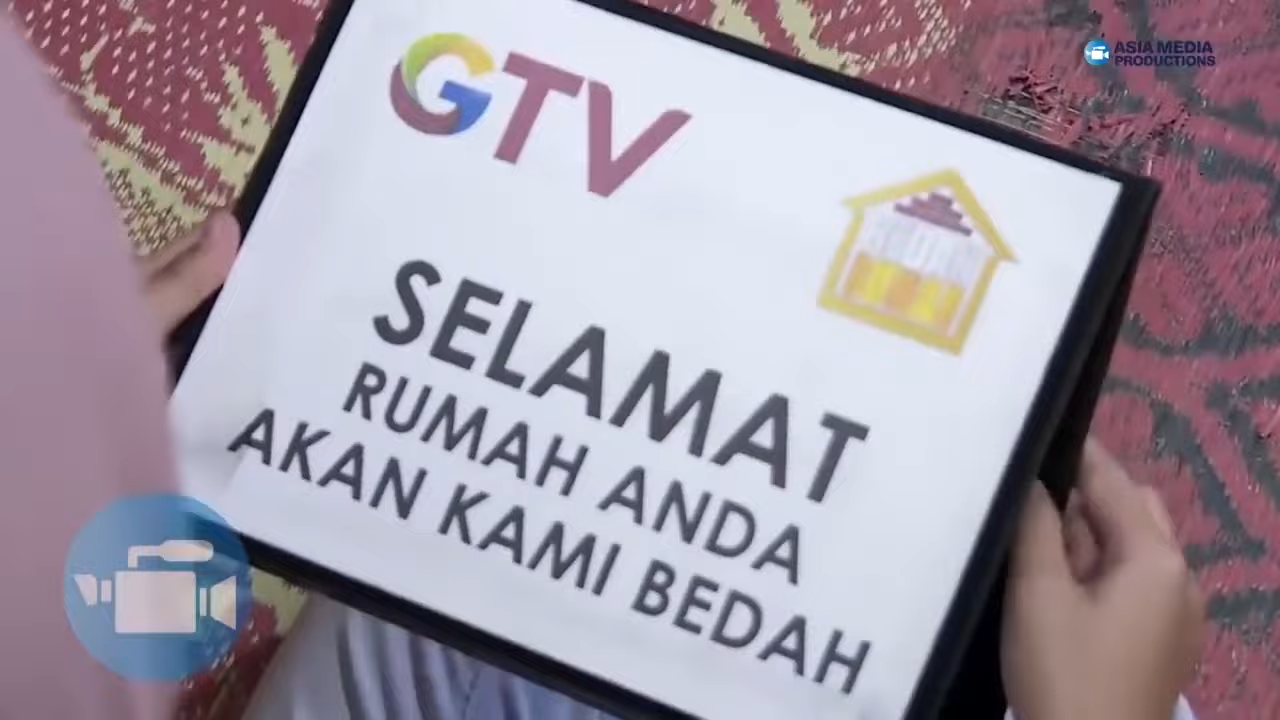 ASIA MEDIA
PRODUCTIONS
GTV
SELAMAT
RUMAH ANDA
AKAN KAMI BEDAH